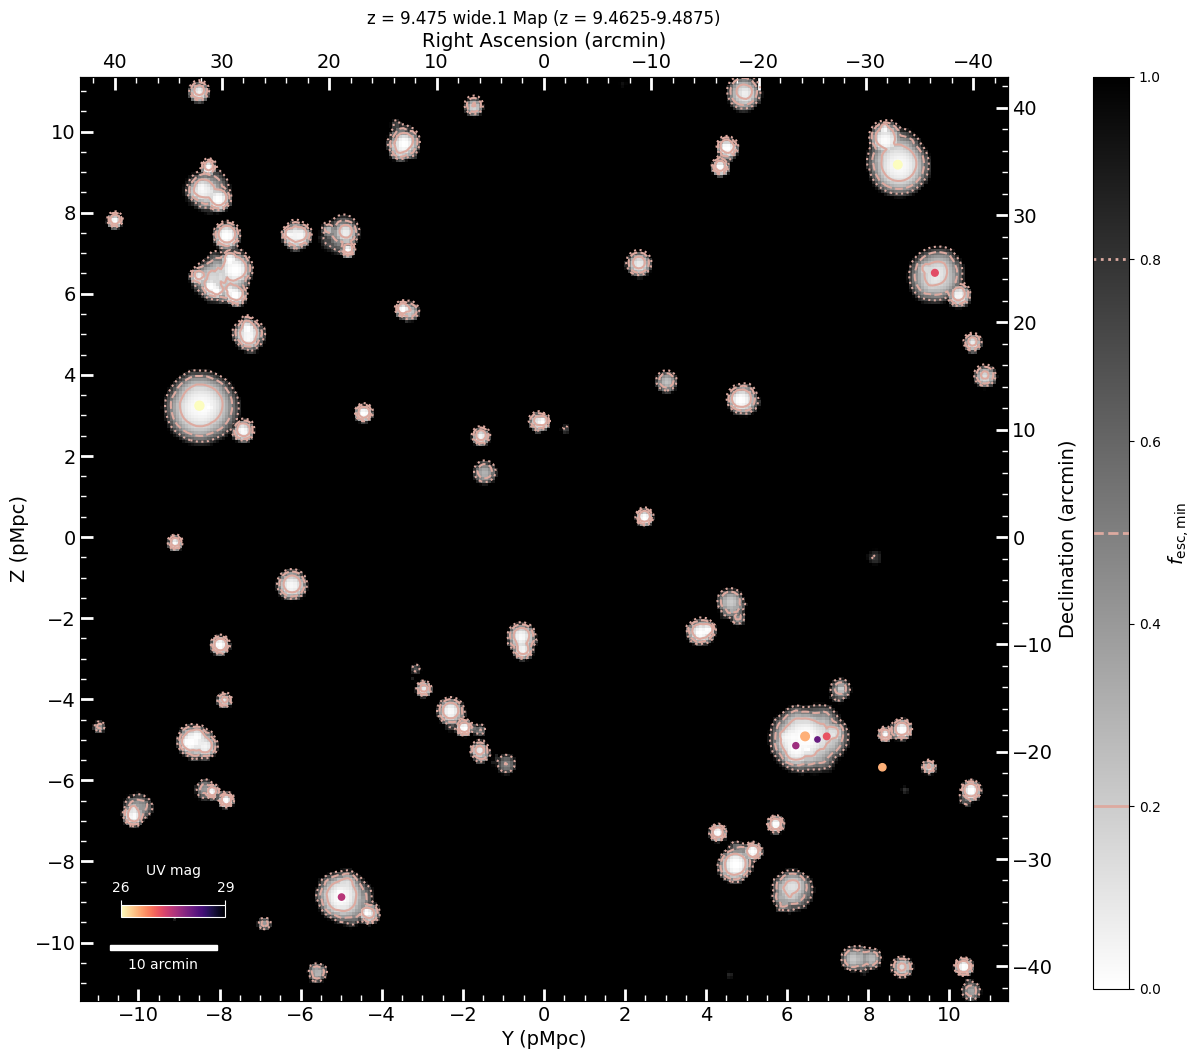 z = 9.475 wide.1 Map (z = 9.4625-9.4875)
Right Ascension (arcmin)
40 30 20 10 0 −10 −20 −30 −40
10
8
6
4
2
0
−2
−4
−6
−8
−10
Z (pMpc)
UV mag
26 29
10 arcmin
−10 −8 −6 −4 −2 0 2 4 6 8 10
Y (pMpc)
40
30
20
10
0
−10
−20
−30
−40
Declination (arcmin)
1.0
0.8
0.6
0.4
0.2
0.0
fesc, min